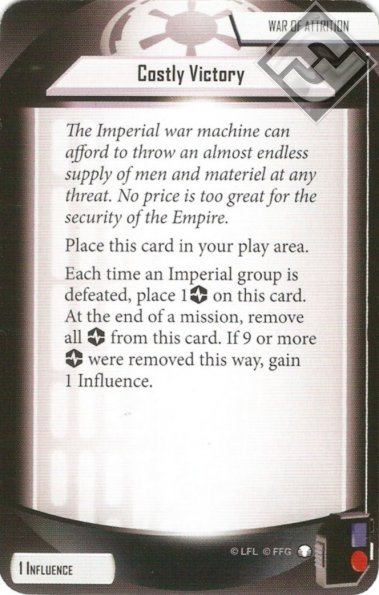 WAR OF ATTRITION
Costly Victory
The Imperial war machine can
afford to throw an almost endless
supply of men and materiel at any
threat. No price is too great for the
security of the Empire.
Place this card in your play area.
Each time an Imperial group is
defeated, place 1 on this card.
At the end of a mission, remove
all from this card. If 9 or more
were removed this way, gain
1 Influence.
© LFL © FFG
1 INFLUENCE